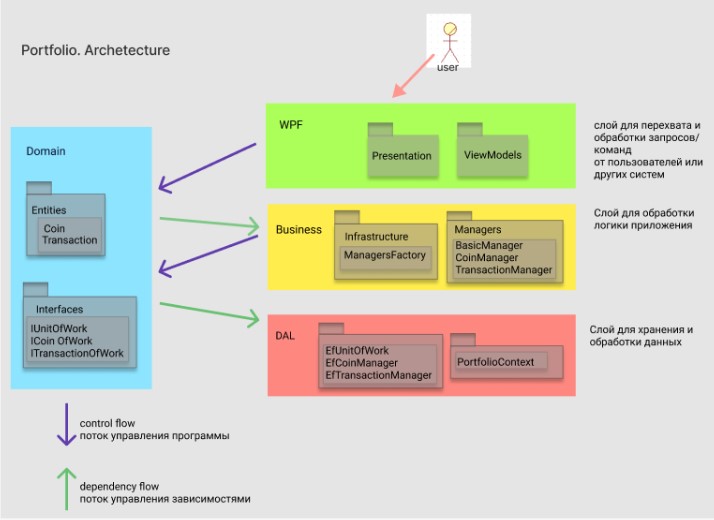 Portfolio. Archetecture
user
Domain
Entities
Coin
Transaction
Interfaces
IUnitOfWork
ICoin OfWork
ITransactionOfWork
WPF
Presentation
ViewModels
слой для перехвата и
обработки запросов/
команд
от пользователей или
других систем
Business
Infrastructure
ManagersFactory
Managers
BasicManager
CoinManager
TransactionManager
Слой для обработки
логики приложения
DAL
EfUnitOfWork
EfCoinManager
EfTransactionManager
PortfolioContext
Слой для хранения и
обработки данных
control flow
поток управления программы
dependency flow
поток управления зависимостями